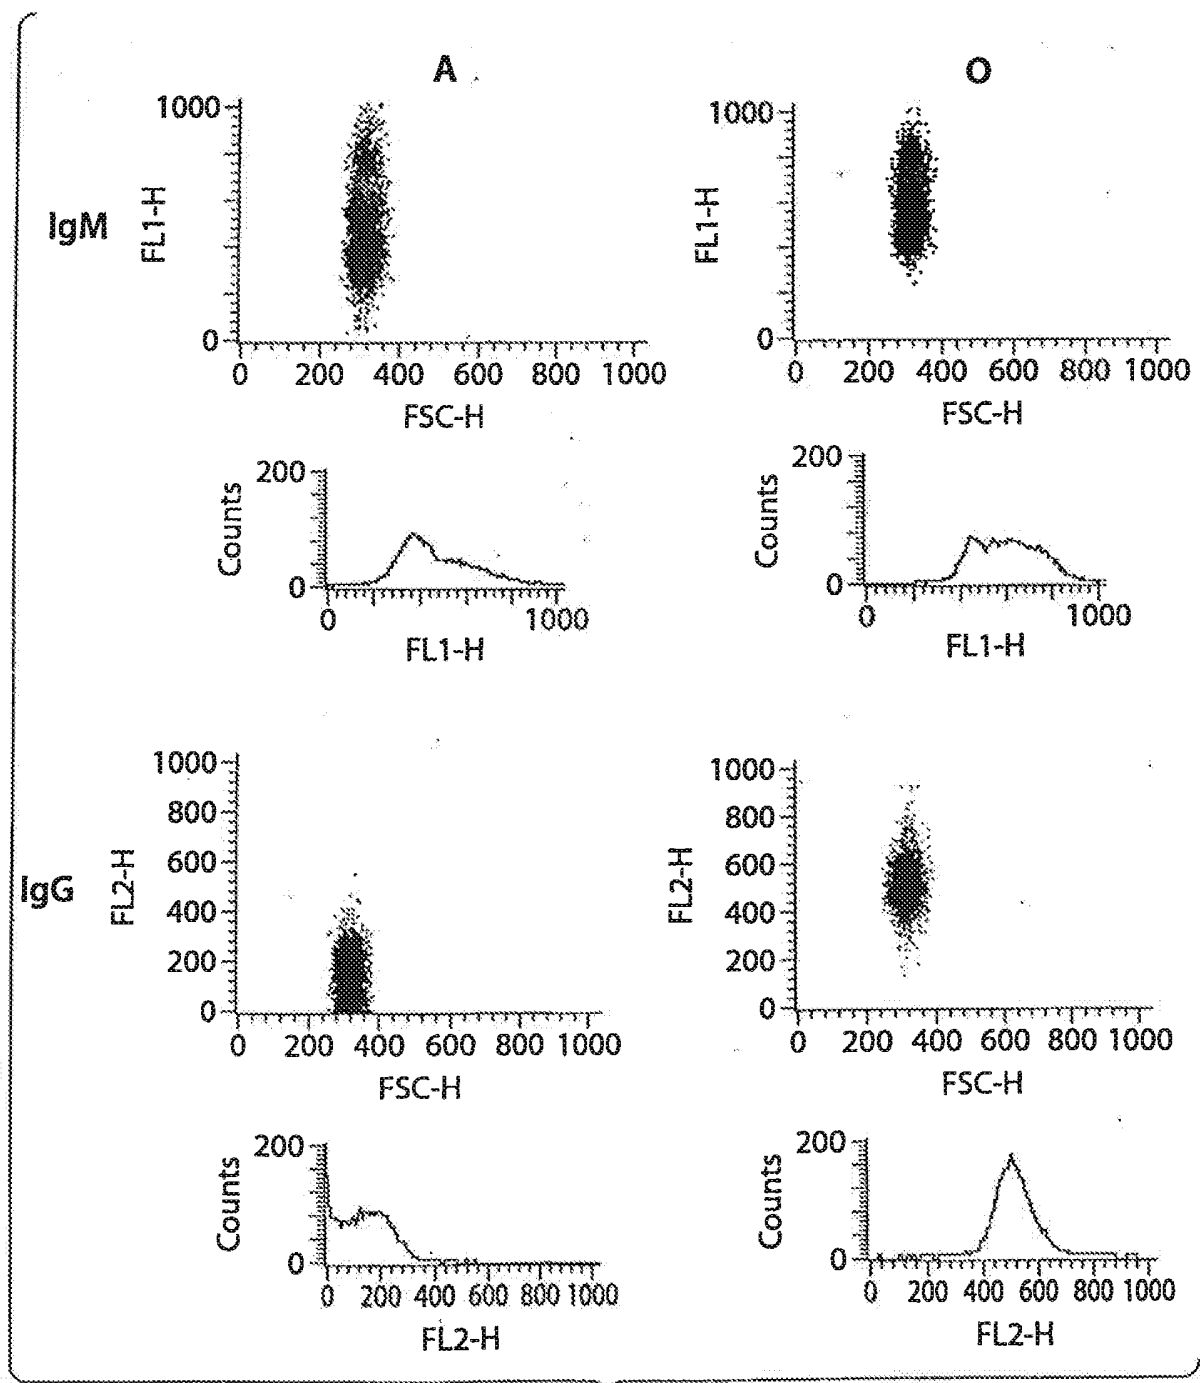 A O
1000 1000
IgM FL1-H FL1-H
0 0
0 200 400 600 800 1000 0 200 400 600 800 1000
FSC-H FSC-H
200 200
Counts Counts
0 0
0 1000 0 1000
FL1-H FL1-H
1000 1000
800 800
600 600
IgG FL2-H FL2-H
400 400
200 200
0 0
0 200 400 600 800 1000 0 200 400 600 800 1000
FSC-H FSC-H
200 200
Counts Counts
0 0
0 200 400 600 800 1000 0 200 400 600 800 1000
FL2-H FL2-H